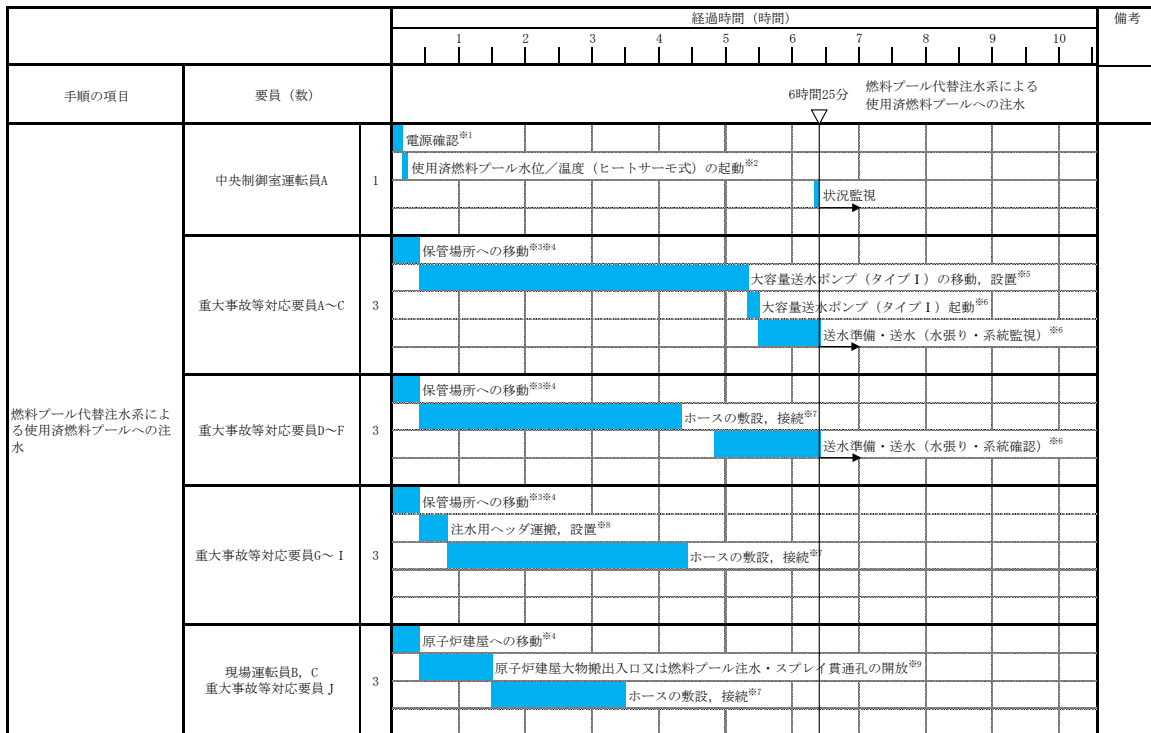 経過時間（時間）
備考
1 2 3 4 5 6 7 8 9 10
手順の項目
要員（数）
6時間25分
燃料プール代替注水系による
使用済燃料プールへの注水
燃料プール代替注水系によ
る使用済燃料プールへの注
水
中央制御室運転員A
1
電源確認※1
使用済燃料プール水位／温度（ヒートサーモ式）の起動※2
状況監視
重大事故等対応要員A～C
3
保管場所への移動※3※4
大容量送水ポンプ（タイプⅠ）の移動，設置※5
大容量送水ポンプ（タイプⅠ）起動※6
送水準備・送水（水張り・系統監視）※6
重大事故等対応要員D～F
3
保管場所への移動※3※4
ホースの敷設，接続※7
送水準備・送水（水張り・系統確認）※6
重大事故等対応要員G～I
3
保管場所への移動※3※4
注水用ヘッダ運搬，設置※8
ホースの敷設，接続※7
現場運転員B，C
重大事故等対応要員J
3
原子炉建屋への移動※4
原子炉建屋大物搬出入口又は燃料プール注水・スプレイ貫通孔の開放※9
ホースの敷設，接続※7